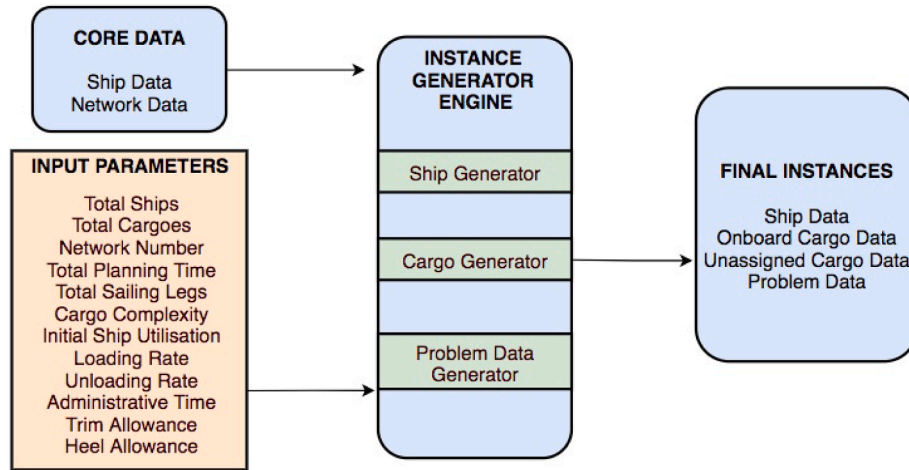 CORE DATA
Ship Data
Network Data
INPUT PARAMETERS
Total Ships
Total Cargoes
Network Number
Total Planning Time
Total Sailing Legs
Cargo Complexity
Initial Ship Utilisation
Loading Rate
Unloading Rate
Administrative Time
Trim Allowance
Heel Allowance
INSTANCE
GENERATOR
ENGINE
Ship Generator
Cargo Generator
Problem Data
Generator
FINAL INSTANCES
Ship Data
Onboard Cargo Data
Unassigned Cargo Data
Problem Data